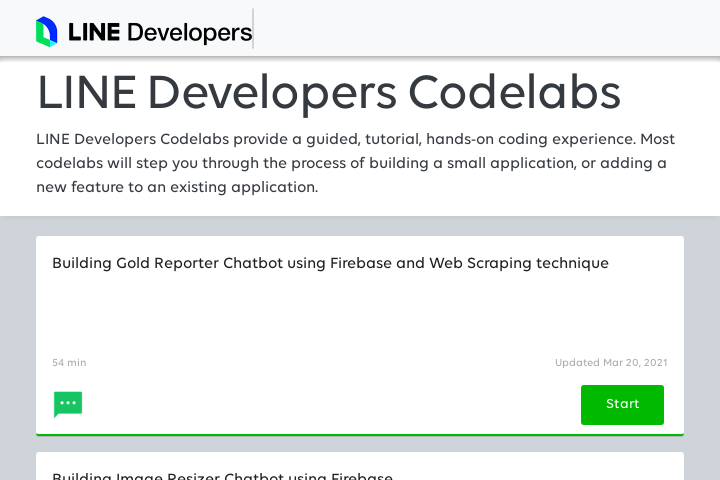 LINE Developers
LINE Developers Codelabs
LINE Developers Codelabs provide a guided, tutorial, hands-on coding experience. Most
codelabs will step you through the process of building a small application, or adding a
new feature to an existing application.
Building Gold Reporter Chatbot using Firebase and Web Scraping technique
54 min
Updated Mar 20, 2021
Start
Building Image Resizer Chatbot using Firebase